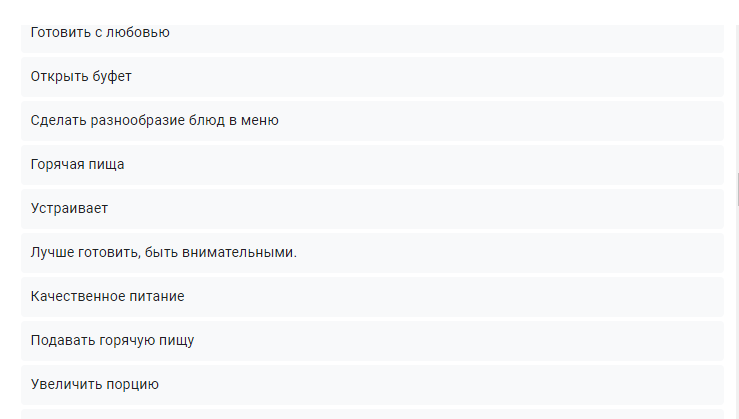 Готовить с любовью
Открыть буфет
Сделать разнообразие блюд в меню
Горячая пища
Устраивает
Лучше готовить, быть внимательными.
Качественное питание
Подавать горячую пищу
Увеличить порцию